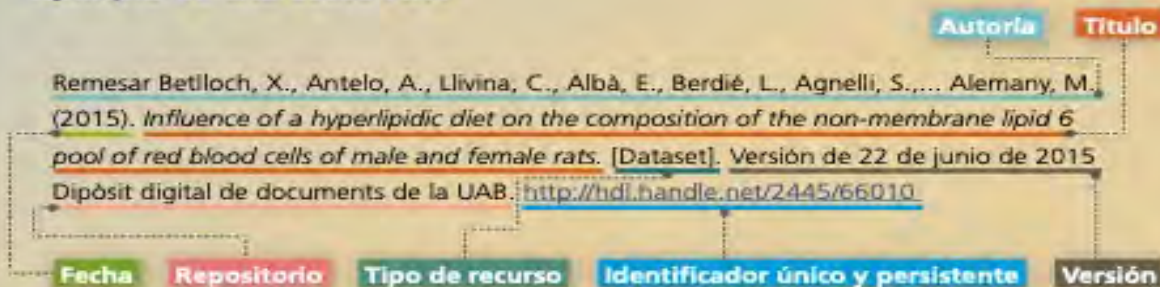 Autoría Título
Remesar Betlloch, X., Antelo, A., Llivina, C., Albà, E., Berdié, L., Agnelli, S.,... Alemany, M.
(2015). Influence of a hyperlipidic diet on the composition of the non-membrane lipid 6
pool of red blood cells of male and female rats. [Dataset]. Versión de 22 de junio de 2015
Dipòsit digital de documents de la UAB. http://hdl.handle.net/2445/66010
Fecha Repositorio Tipo de recurso Identificador único y persistente Versión